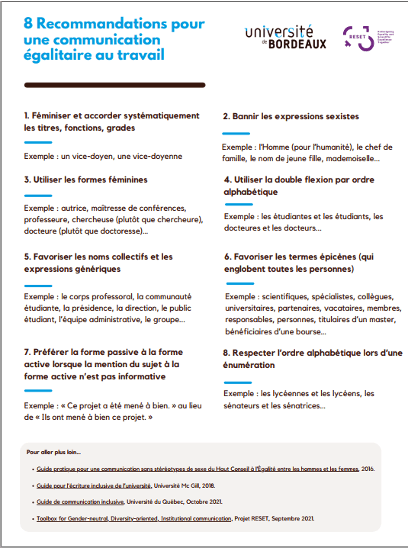 8 Recommandations pour
une communication
égalitaire au travail
université
de BORDEAUX
RESET
1. Féminiser et accorder systématiquement
les titres, fonctions, grades
Exemple : un vice-doyen, une vice-doyenne
2. Bannir les expressions sexistes
Exemple : l'Homme (pour l'humanité), le chef de
famille, le nom de jeune fille, mademoiselle...
3. Utiliser les formes féminines
Exemple : autrice, maîtresse de conférences,
professeure, chercheuse (plutôt que chercheure),
docteure (plutôt que doctoresse)...
4. Utiliser la double flexion par ordre
alphabétique
Exemple : les étudiantes et les étudiants, les
docteures et les docteurs...
5. Favoriser les noms collectifs et les
expressions génériques
Exemple : le corps professoral, la communauté
étudiante, la présidence, la direction, le public
étudiant, l'équipe administrative, le groupe...
6. Favoriser les termes épicènes (qui
englobent toutes les personnes)
Exemple : scientifiques, spécialistes, collègues,
universitaires, partenaires, vacataires, membres,
responsables, personnes, titulaires d'un master,
bénéficiaires d'une bourse...
7. Préférer la forme passive à la forme
active lorsque la mention du sujet à la
forme active n'est pas informative
Exemple : « Ce projet a été mené à bien. » au lieu
de « Ils ont mené à bien ce projet. »
8. Respecter l'ordre alphabétique lors d'une
énumération
Exemple : les lycéennes et les lycéens, les
sénateurs et les sénatrices...
Pour aller plus loin...
• Guide pratique pour une communication sans stéréotypes de sexe du Haut Conseil à l'Égalité entre les hommes et les femmes, 2016.
• Guide pour l'écriture inclusive de l'université, Université Mc Gill, 2018.
• Guide de communication inclusive, Université du Québec, Octobre 2021.
• Toolbox for Gender-neutral, Diversity-oriented, Institutional communication, Projet RESET, Septembre 2021.